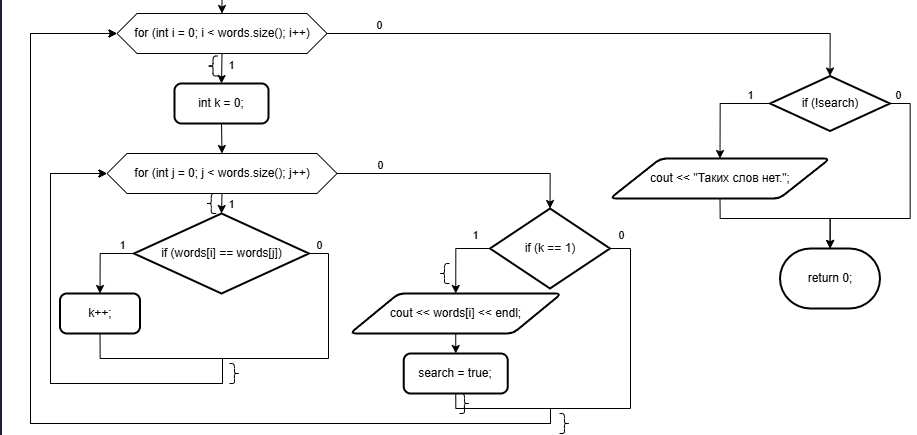 for (int i = 0; i < words.size(); i++)
0
1
int k = 0;
if (!search)
1
0
for (int j = 0; j < words.size(); j++)
0
cout << "Таких слов нет.";
1
if (words[i] == words[j])
1
0
if (k == 1)
1
0
return 0;
k++;
cout << words[i] << endl;
search = true;